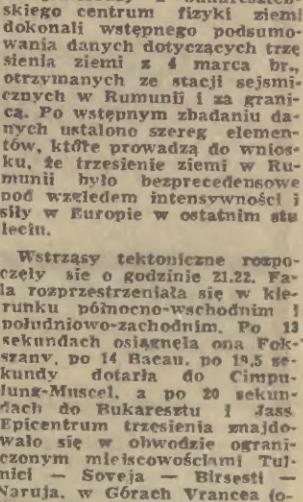 skiego centrum fizyki ziemi
dokonali wstępnego podsumo-
wania danych dotyczących trzę
sienia ziemi z 4 marca br.,
otrzymanych ze stacji sejsmi-
cznych w Rumunii i za grani-
cą. Po wstępnym zbadaniu da-
nych ustalono szereg elemen-
tów, które prowadzą do wnios-
ku, że trzesienie ziemi w Ru-
munii było bezprecedensowe
pod względem intensywności i
siły w Europie w ostatnim stu
leciu.
Wstrząsy tektoniczne rozpo-
częły sie o godzinie 21.22. Fa-
la rozprzestrzeniała się w kie-
runku północno-wschodnim i
południowo-zachodnim. Po 13
sekundach osiągnęła ona Fok-
szany, po 14 Bacau, po 19,5 se-
kundy dotarła do Cimpu-
lung-Muscel, a po 20 sekun-
dach do Bukaresztu i Jass
Epicentrum trzęsienia znajdo-
wało się w obwodzie ograni-
czonym miejscowościami Tul-
nici — Soveja — Birsesti —
Naruja, w Górach Vrancea (o-